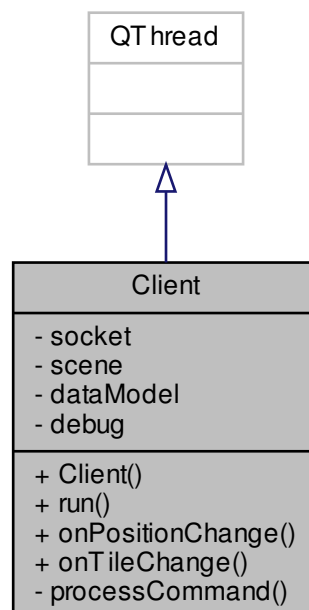 QThread
Client
- socket
- scene
- dataModel
- debug
+ Client()
+ run()
+ onPositionChange()
+ onTileChange()
- processCommand()